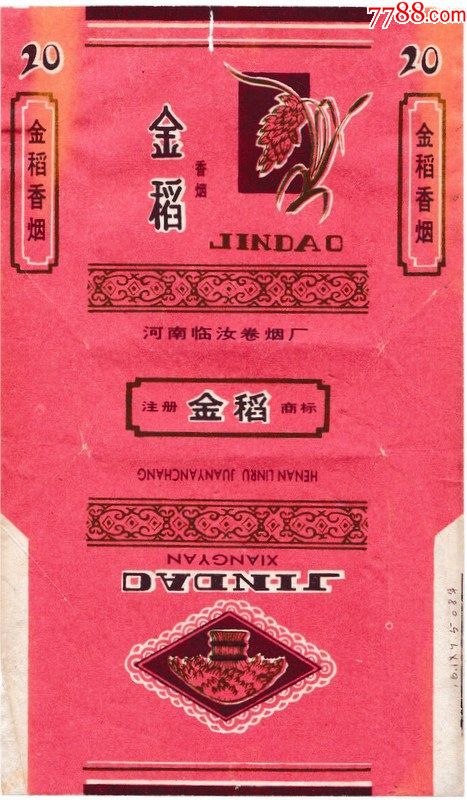 7788.com
20
20
金稻香烟
金稻香烟
金稻
香烟
JINDAO
河南临汝卷烟厂
注册 金稻 商标
HENAN LINRU JUANYANCHANG
XIANGYAN
JINDAO